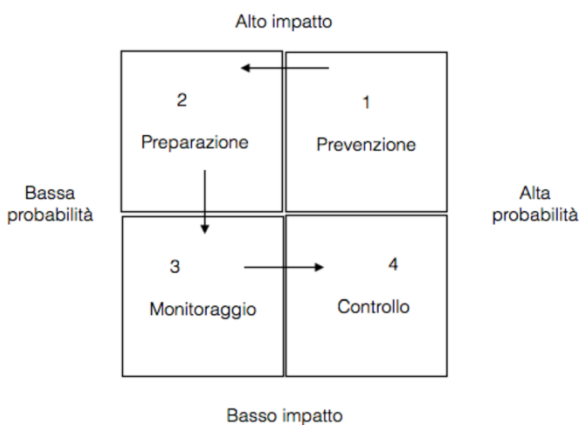 Alto impatto
2
Preparazione
1
Prevenzione
Bassa
probabilità
Alta
probabilità
3
Monitoraggio
4
Controllo
Basso impatto